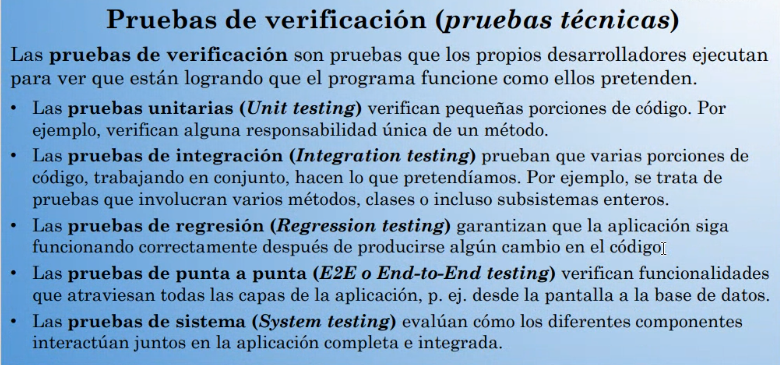 Pruebas de verificación (pruebas técnicas)
Las pruebas de verificación son pruebas que los propios desarrolladores ejecutan
para ver que están logrando que el programa funcione como ellos pretenden.
• Las pruebas unitarias (Unit testing) verifican pequeñas porciones de código. Por
ejemplo, verifican alguna responsabilidad única de un método.
• Las pruebas de integración (Integration testing) prueban que varias porciones de
código, trabajando en conjunto, hacen lo que pretendíamos. Por ejemplo, se trata de
pruebas que involucran varios métodos, clases o incluso subsistemas enteros.
• Las pruebas de regresión (Regression testing) garantizan que la aplicación siga
funcionando correctamente después de producirse algún cambio en el código.
• Las pruebas de punta a punta (E2E o End-to-End testing) verifican funcionalidades
que atraviesan todas las capas de la aplicación, p. ej. desde la pantalla a la base de datos.
• Las pruebas de sistema (System testing) evalúan cómo los diferentes componentes
interactúan juntos en la aplicación completa e integrada.